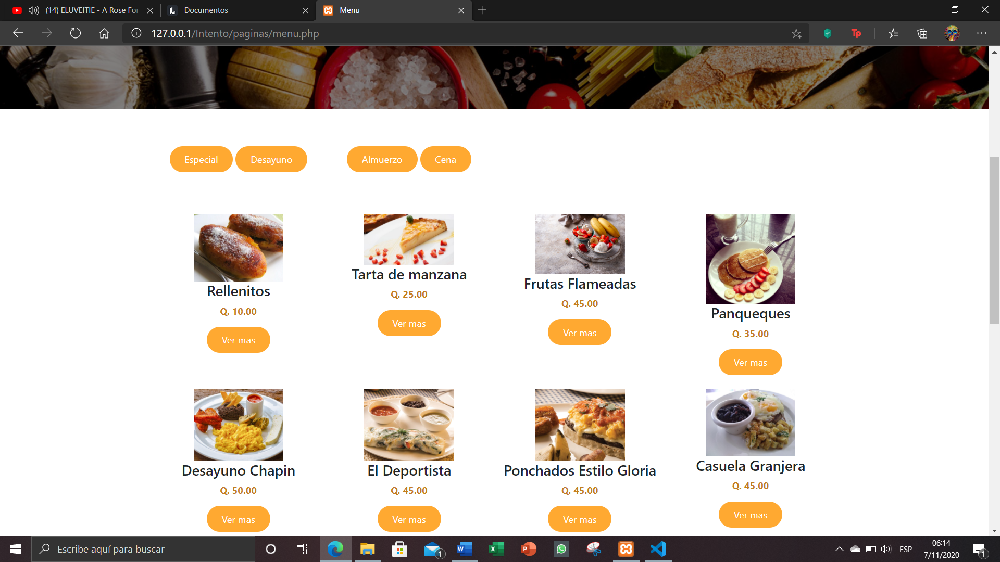 (14) ELUVEITIE - A Rose For
Documentos
Menu
127.0.0.1/Intento/paginas/menu.php
Especial
Desayuno
Almuerzo
Cena
Rellenitos
Q. 10.00
Ver mas
Tarta de manzana
Q. 25.00
Ver mas
Frutas Flameadas
Q. 45.00
Ver mas
Panqueques
Q. 35.00
Ver mas
Desayuno Chapin
Q. 50.00
Ver mas
El Deportista
Q. 45.00
Ver mas
Ponchados Estilo Gloria
Q. 45.00
Ver mas
Casuela Granjera
Q. 45.00
Ver mas
Escribe aquí para buscar
1
ESP
06:14
7/11/2020
1